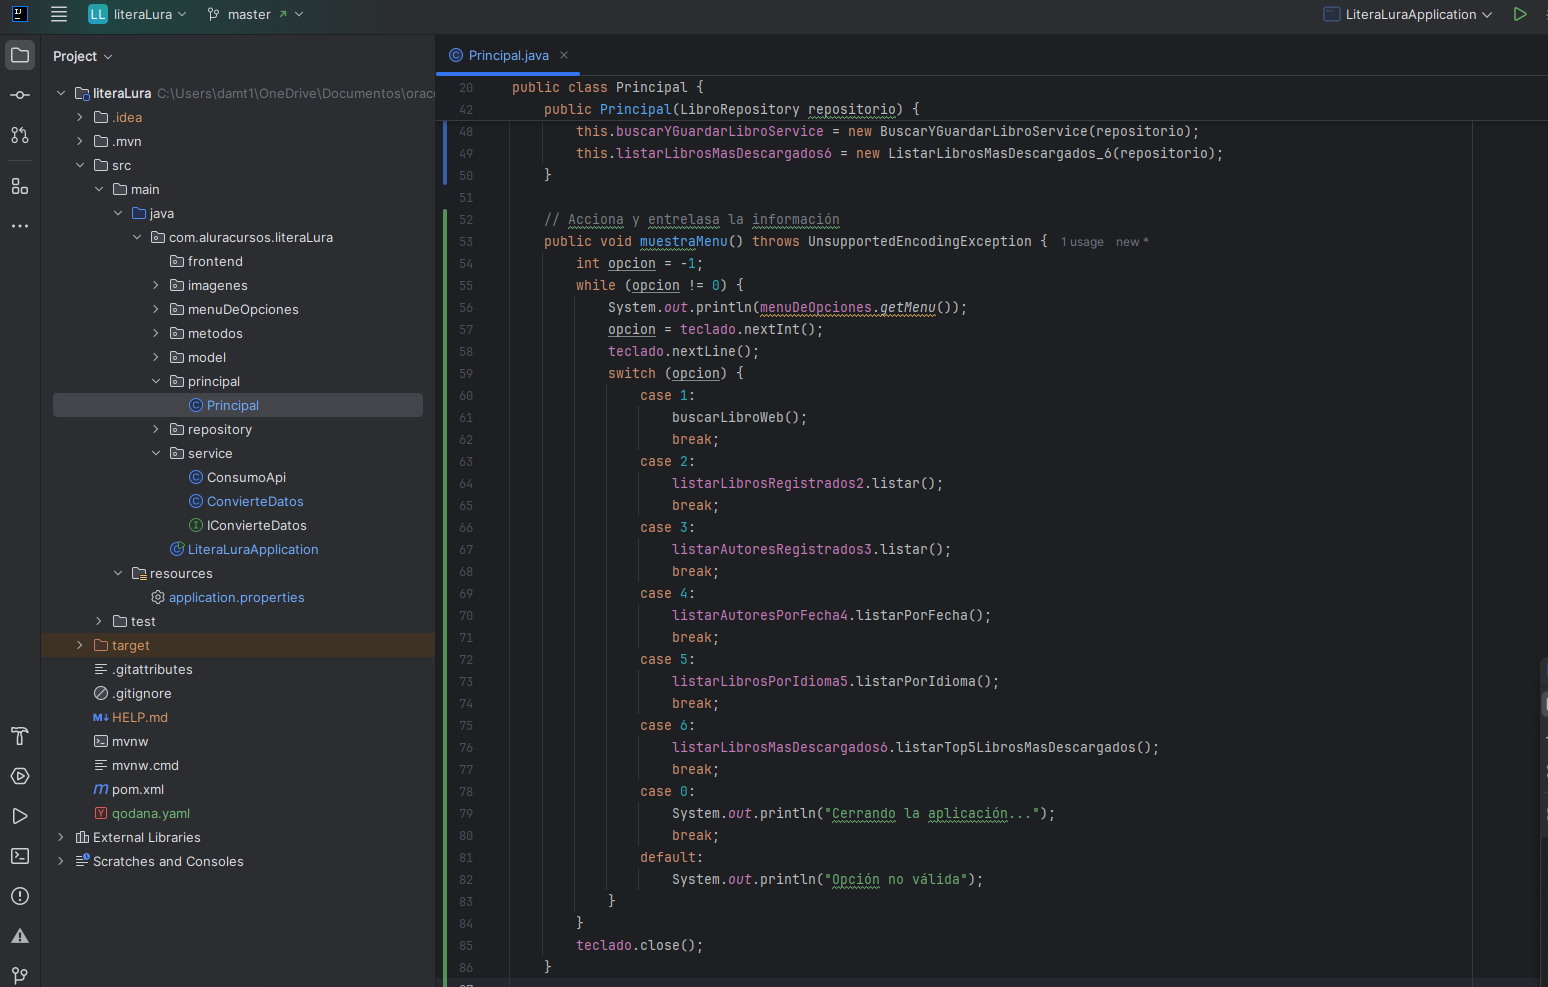 LL literaLura master LiteraLuraApplication
Project
Principal.java
literaLura C:\Users\damt1\OneDrive\Documentos\orac
.idea
.mvn
src
main
java
com.aluracursos.literaLura
frontend
imagenes
menuDeOpciones
metodos
model
principal
Principal
repository
service
ConsumoApi
ConvierteDatos
IConvierteDatos
LiteraLuraApplication
resources
application.properties
test
target
.gitattributes
.gitignore
HELP.md
mvnw
mvnw.cmd
pom.xml
qodana.yaml
External Libraries
Scratches and Consoles
20 public class Principal {
42 public Principal(LibroRepository repositorio) {
48 this.buscarYGuardarLibroService = new BuscarYGuardarLibroService(repositorio);
49 this.listarLibrosMasDescargados6 = new ListarLibrosMasDescargados_6(repositorio);
50 }
51
52 // Acciona y entrelasa la información
53 public void muestraMenu() throws UnsupportedEncodingException { 1 usage new *
54 int opcion = -1;
55 while (opcion != 0) {
56 System.out.println(menuDeOpciones.getMenu());
57 opcion = teclado.nextInt();
58 teclado.nextLine();
59 switch (opcion) {
60 case 1:
61 buscarLibroWeb();
62 break;
63 case 2:
64 listarLibrosRegistrados2.listar();
65 break;
66 case 3:
67 listarAutoresRegistrados3.listar();
68 break;
69 case 4:
70 listarAutoresPorFecha4.listarPorFecha();
71 break;
72 case 5:
73 listarLibrosPorIdioma5.listarPorIdioma();
74 break;
75 case 6:
76 listarLibrosMasDescargados6.listarTop5LibrosMasDescargados();
77 break;
78 case 0:
79 System.out.println("Cerrando la aplicación...");
80 break;
81 default:
82 System.out.println("Opción no válida");
83 }
84 }
85 teclado.close();
86 }